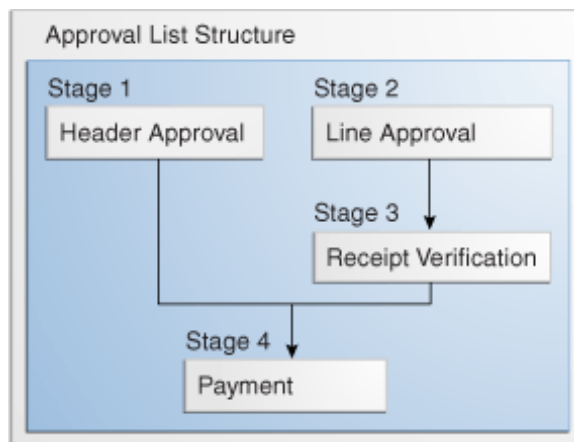 Approval List Structure
Stage 1
Header Approval
Stage 2
Line Approval
Stage 3
Receipt Verification
Stage 4
Payment